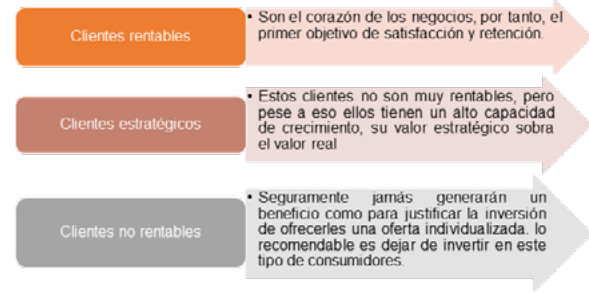 Clientes rentables
• Son el corazón de los negocios, por tanto, el
primer objetivo de satisfacción y retención.
Clientes estratégicos
• Estos clientes no son muy rentables, pero
pese a eso ellos tienen un alto capacidad
de crecimiento, su valor estratégico sobra
el valor real
Clientes no rentables
• Seguramente jamás generarán un
beneficio como para justificar la inversión
de ofrecerles una oferta individualizada. lo
recomendable es dejar de invertir en este
tipo de consumidores.